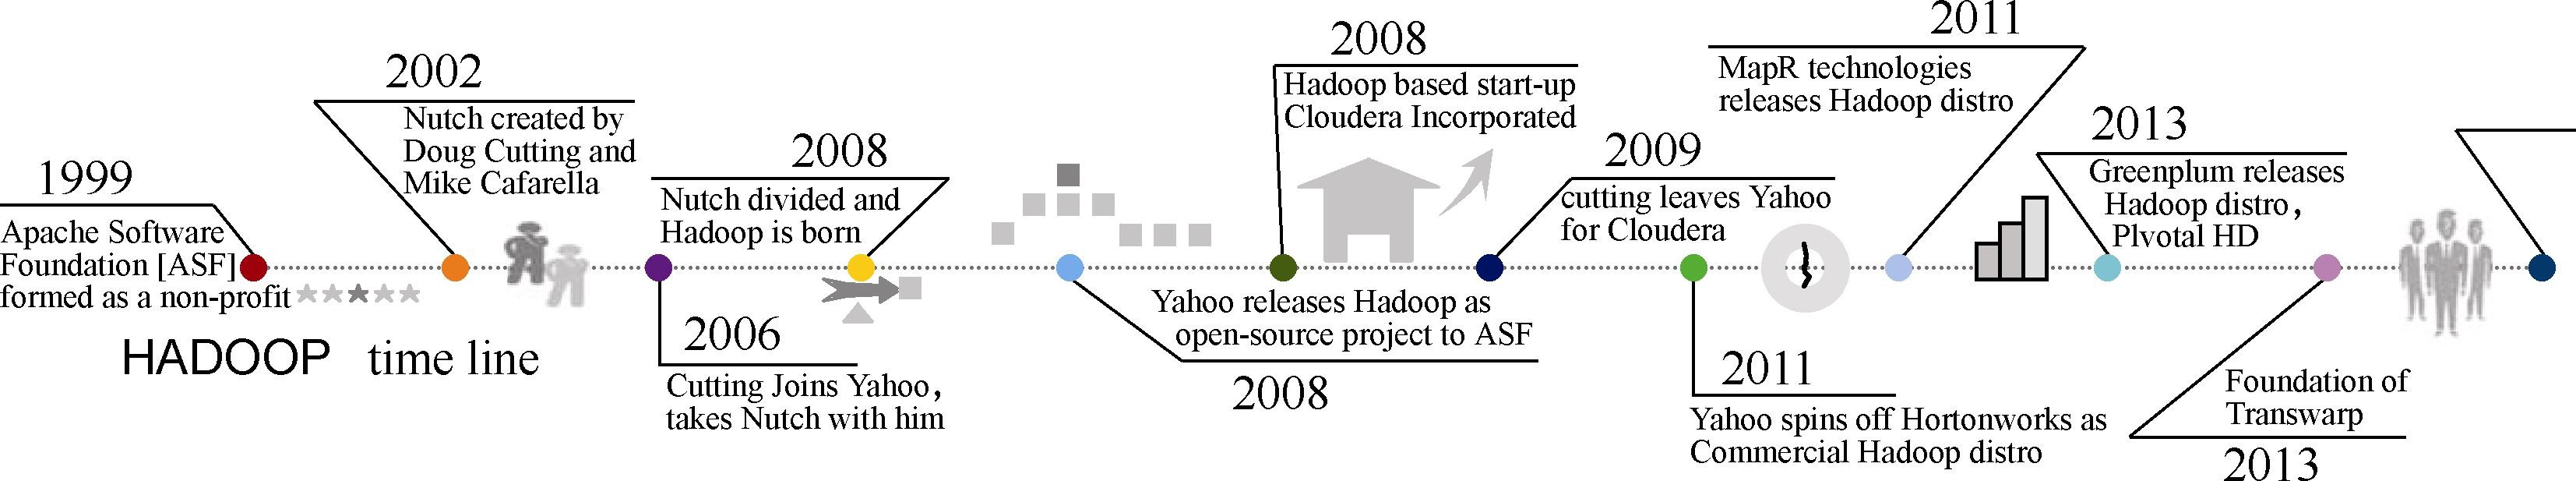 1999
Apache Software
Foundation [ASF]
formed as a non-profit
HADOOP time line
2002
Nutch created by
Doug Cutting and
Mike Cafarella
2006
Cutting Joins Yahoo,
takes Nutch with him
2008
Nutch divided and
Hadoop is born
Yahoo releases Hadoop as
open-source project to ASF
2008
2008
Hadoop based start-up
Cloudera Incorporated
2009
cutting leaves Yahoo
for Cloudera
2011
Yahoo spins off Hortonworks as
Commercial Hadoop distro
2011
MapR technologies
releases Hadoop distro
2013
Greenplum releases
Hadoop distro,
Plvotal HD
Foundation of
Transwarp
2013